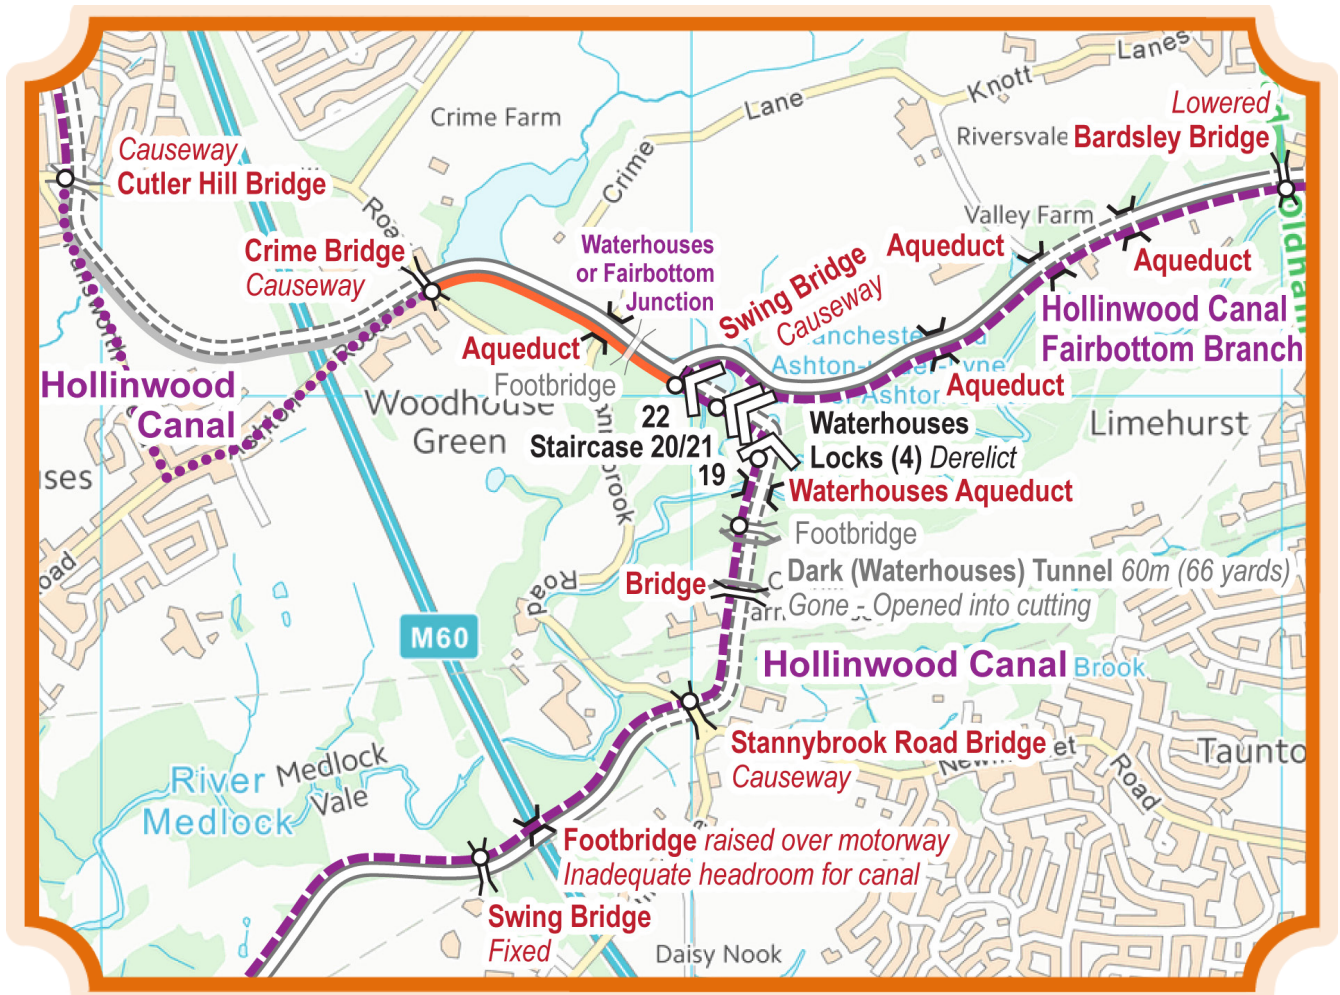 Lanes
Knott
Lane
Lowered
Crime Farm
Riversvale
Bardsley Bridge
Causeway
Cutler Hill Bridge
Crime
Valley Farm
Crime Bridge
Causeway
Waterhouses
or Fairbottom
Junction
Aqueduct
Aqueduct
Swing Bridge
Causeway
Oldham
Hollinwood Canal
Fairbottom Branch
Aqueduct
Footbridge
Aqueduct
Hollinwood
Canal
Woodhouse
Green
Ashton
Road
22
Staircase 20/21
19
Waterhouses
Locks (4) Derelict
Limehurst
Waterhouses Aqueduct
Footbridge
Bridge
Dark (Waterhouses) Tunnel 60m (66 yards)
Gone - Opened into cutting
Road
M60
Hollinwood Canal
Brook
Stannybrook Road Bridge
Causeway
Road
River
Medlock
Medlock
Vale
Footbridge raised over motorway
Inadequate headroom for canal
Swing Bridge
Fixed
Daisy Nook